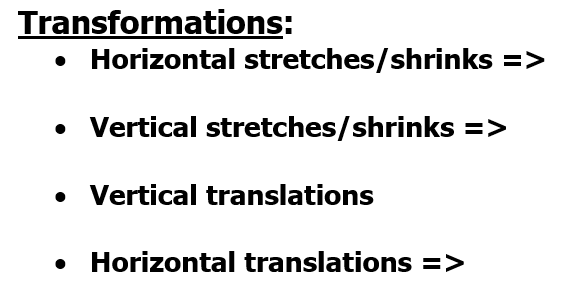 Transformations:
• Horizontal stretches/shrinks =>
• Vertical stretches/shrinks =>
• Vertical translations
• Horizontal translations =>